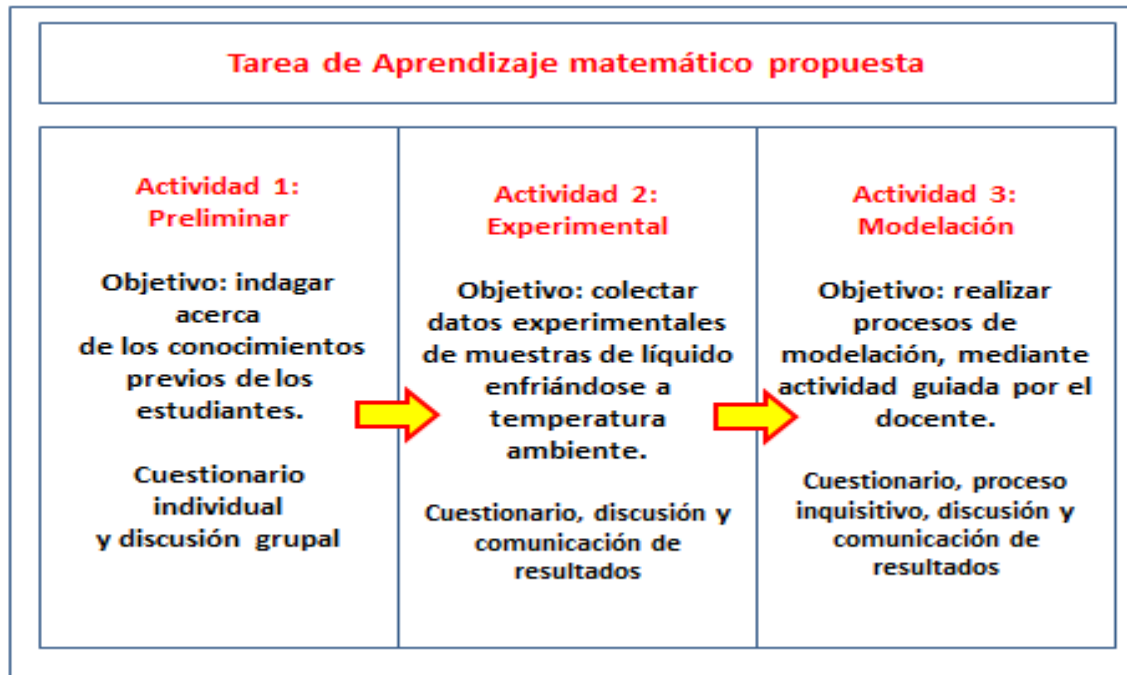 Tarea de Aprendizaje matemático propuesta
Actividad 1:
Preliminar
Objetivo: indagar
acerca
de los conocimientos
previos de los
estudiantes.
Cuestionario
individual
y discusión grupal
Actividad 2:
Experimental
Objetivo: colectar
datos experimentales
de muestras de líquido
enfriándose a
temperatura
ambiente.
Cuestionario, discusión y
comunicación de
resultados
Actividad 3:
Modelación
Objetivo: realizar
procesos de
modelación, mediante
actividad guiada por el
docente.
Cuestionario, proceso
inquisitivo, discusión y
comunicación de
resultados